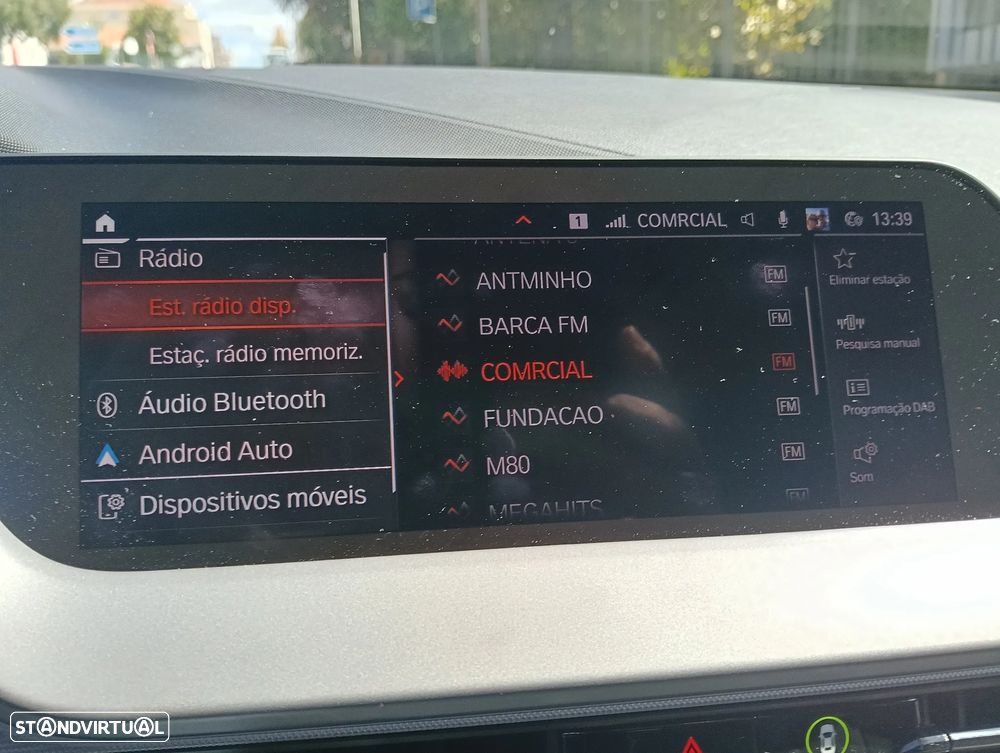 1 COMRCIAL 13:39
Rádio
Est. rádio disp.
Estaç. rádio memoriz.
Áudio Bluetooth
Android Auto
Dispositivos móveis
ANTMINHO FM
BARCA FM FM
COMRCIAL FM
FUNDACAO FM
M80 FM
MEGAHITS FM
Eliminar estação
Pesquisa manual
Programação DAB
Som
STANDVIRTUAL